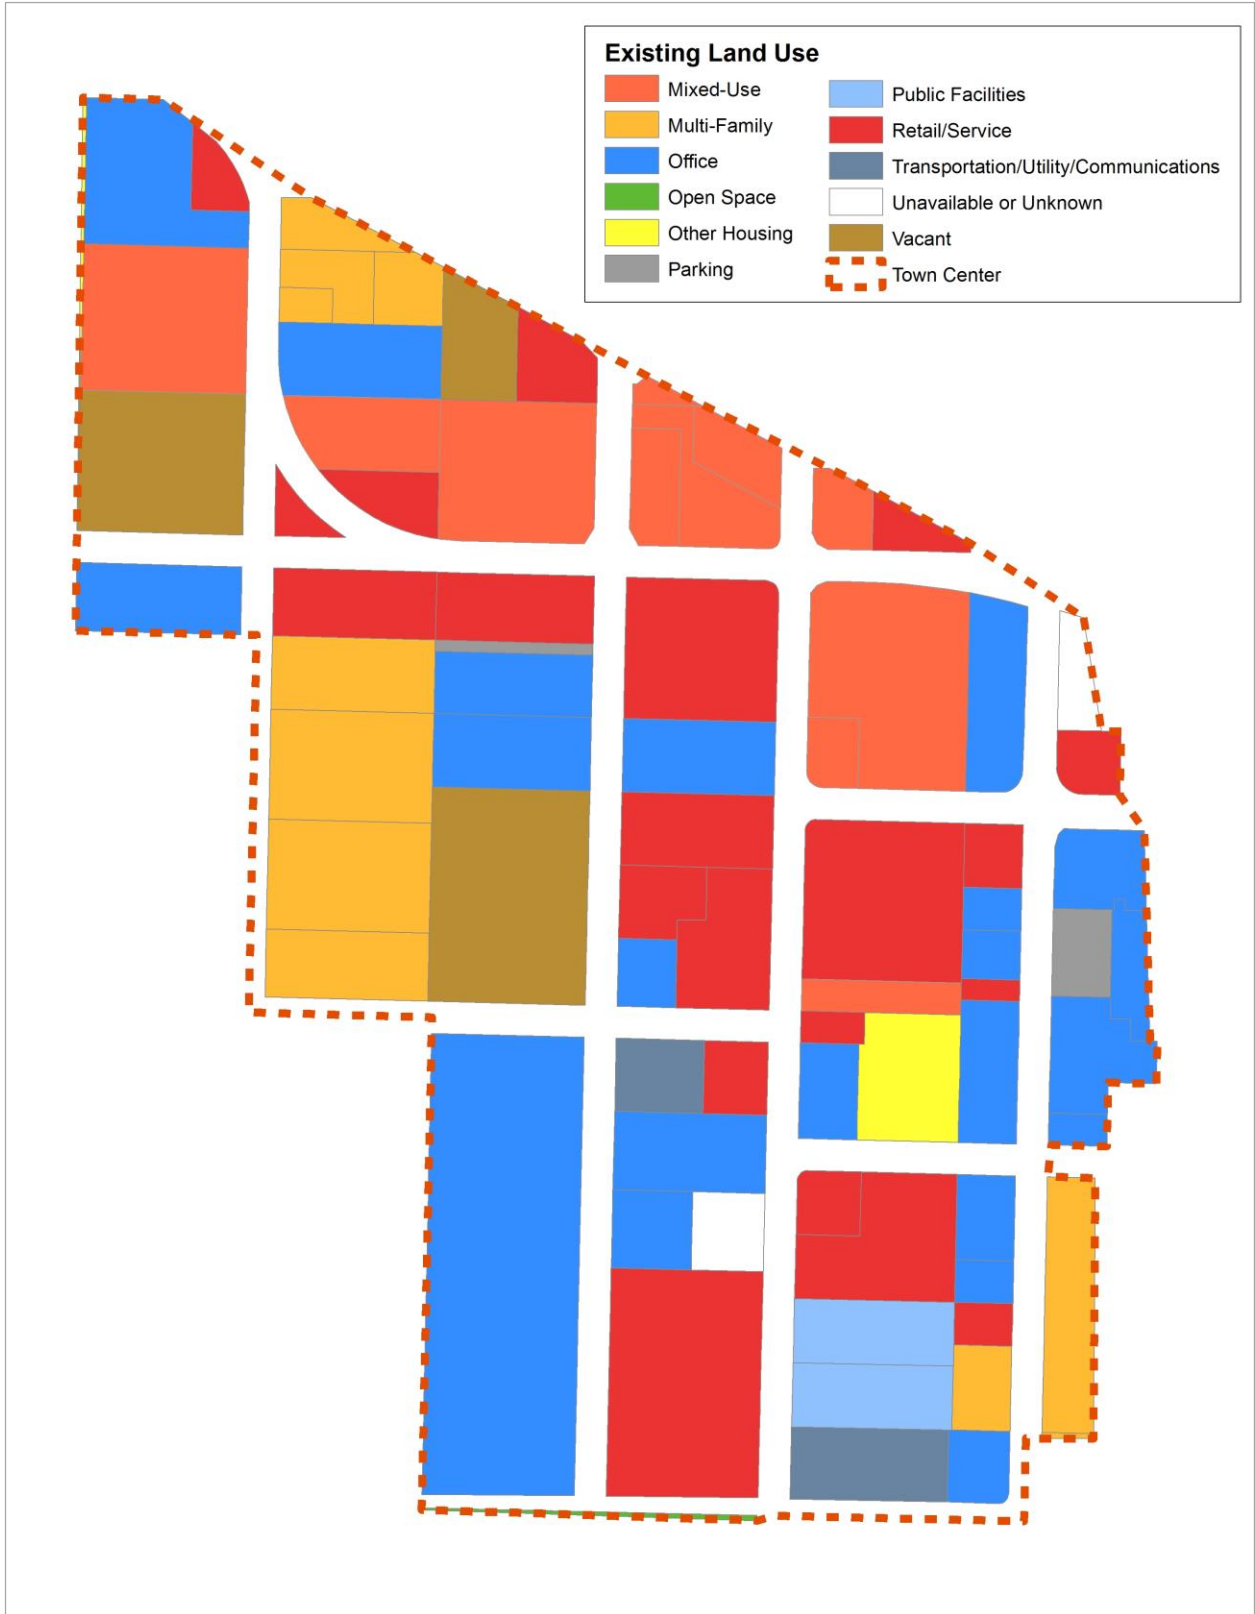 Existing Land Use
Mixed-Use
Multi-Family
Office
Open Space
Other Housing
Parking
Public Facilities
Retail/Service
Transportation/Utility/Communications
Unavailable or Unknown
Vacant
Town Center